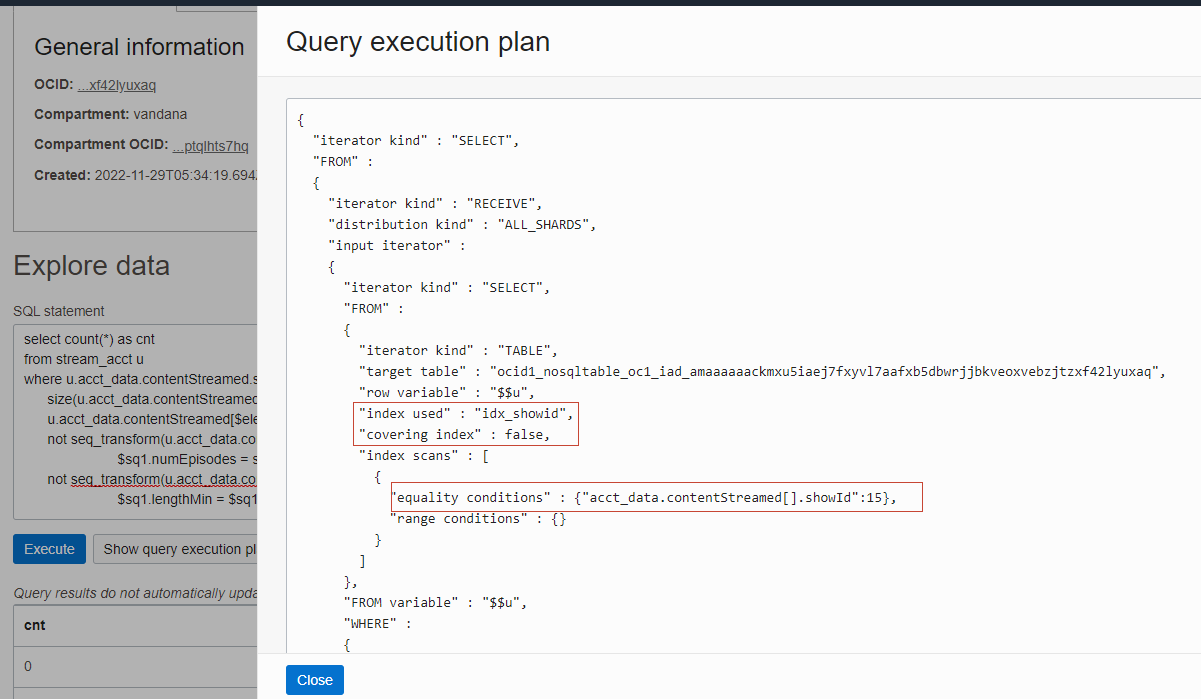 General information
OCID: ...xf42lyuxaq
Compartment: vandana
Compartment OCID: ...ptqlhts7hq
Created: 2022-11-29T05:34:19.694
Explore data
SQL statement
select count(*) as cnt
from stream_acct u
where u.acct_data.contentStreamed.s
size(u.acct_data.contentStreamed
u.acct_data.contentStreamed[$ele
not seq_transform(u.acct_data.co
$sq1.numEpisodes = s
not seq_transform(u.acct_data.co
$sq1.lengthMin = $sq1
Execute
Show query execution pl
Query results do not automatically upda
cnt
0
Query execution plan
{
"iterator kind" : "SELECT",
"FROM" :
{
"iterator kind" : "RECEIVE",
"distribution kind" : "ALL_SHARDS",
"input iterator" :
{
"iterator kind" : "SELECT",
"FROM" :
{
"iterator kind" : "TABLE",
"target table" : "ocid1_nosqltable_oc1_iad_amaaaaaackmxu5iaej7fxyvl7aafxb5dbwrjjbkveoxvebzjtzxf42lyuxaq",
"row variable" : "$$u",
"index used" : "idx_showid",
"covering index" : false,
"index scans" : [
{
"equality conditions" : {"acct_data.contentStreamed[].showId":15},
"range conditions" : {}
}
]
},
"FROM variable" : "$$u",
"WHERE" :
{
Close